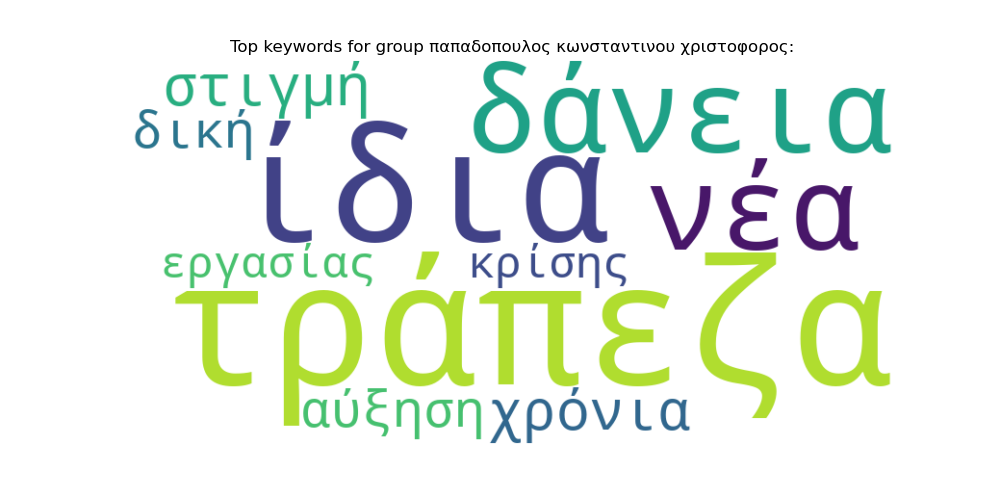 Top keywords for group παπαδοπουλος κωνσταντινου χριστοφορος:
στιγμή
δάνεια
δική
ίδια
νέα
εργασίας
κρίσης
τράπεζα
αύξηση
χρόνια